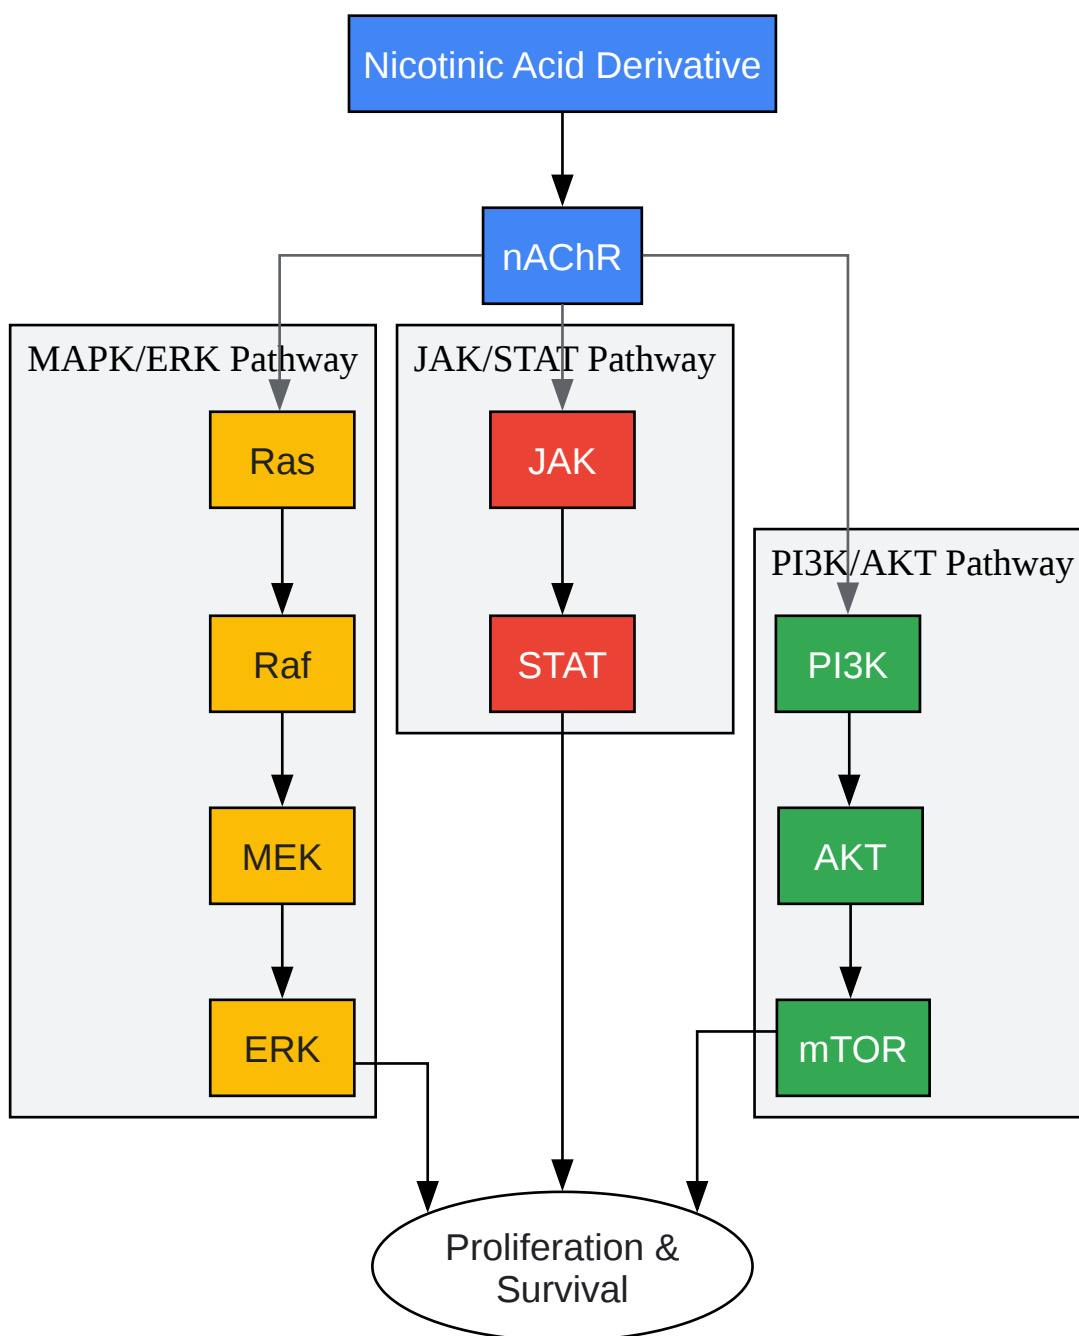 Nicotinic Acid Derivative
nAChR
MAPK/ERK Pathway
Ras
Raf
MEK
ERK
JAK/STAT Pathway
JAK
STAT
PI3K/AKT Pathway
PI3K
AKT
mTOR
Proliferation &
Survival